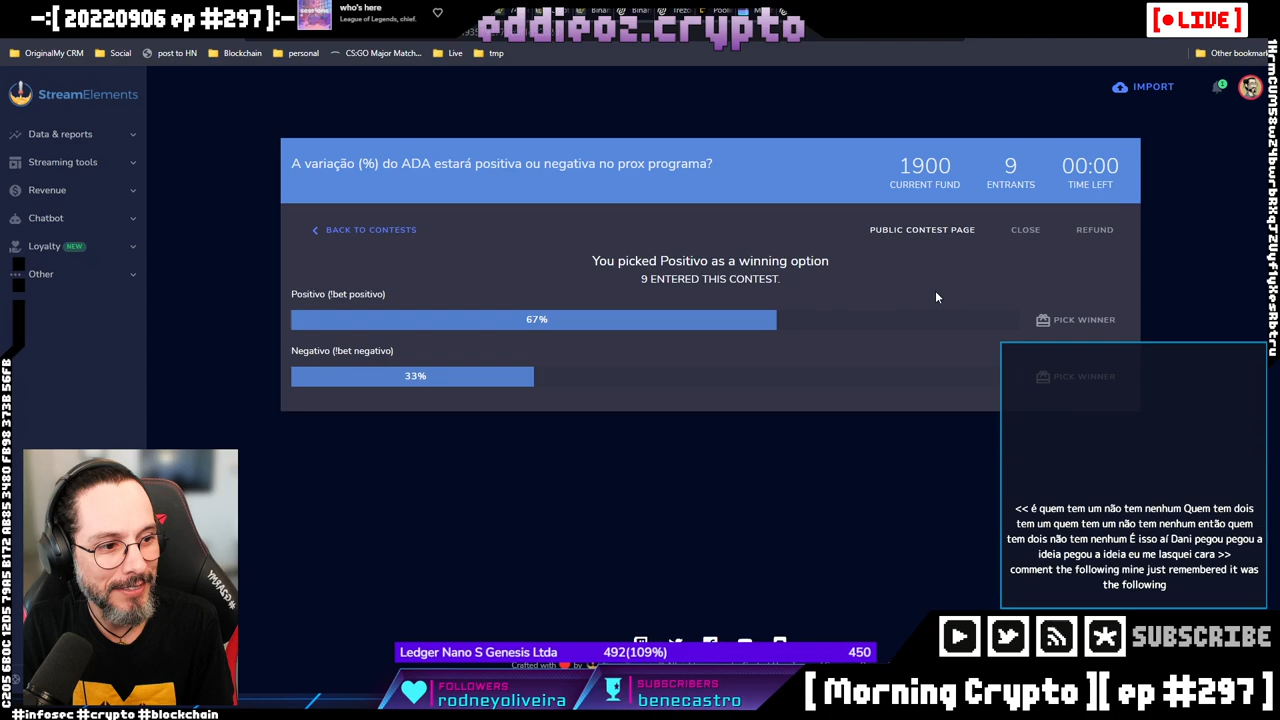 -:[ 20220906 ep #297]:-
who's here
League of Legends, chief.
eddieoz.crypto
[ LIVE ]
OriginalMy CRM
Social
post to HN
Blockchain
personal
CS:GO Major Match...
Live
tmp
Other bookmar
StreamElements
IMPORT
1
Data & reports
Streaming tools
Revenue
Chatbot
Loyalty NEW
Other
A variação (%) do ADA estará positiva ou negativa no prox programa?
1900
CURRENT FUND
9
ENTRANTS
00:00
TIME LEFT
BACK TO CONTESTS
PUBLIC CONTEST PAGE
CLOSE
REFUND
You picked Positivo as a winning option
9 ENTERED THIS CONTEST.
Positivo (!bet positivo)
67%
PICK WINNER
Negativo (!bet negativo)
33%
PICK WINNER
<< é quem tem um não tem nenhum Quem tem dois
tem um quem tem um não tem nenhum então quem
tem dois não tem nenhum É isso aí Dani pegou pegou a
ideia pegou a ideia eu me lasquei cara >>
comment the following mine just remembered it was
the following
SUBSCRIBE
Ledger Nano S Genesis Ltda
492(109%)
450
Crafted with
by
FOLLOWERS
rodneyoliveira
SUBSCRIBERS
benecastro
[ Morning Crypto ][ ep #297 ]
#infosec #crypto #blockchain